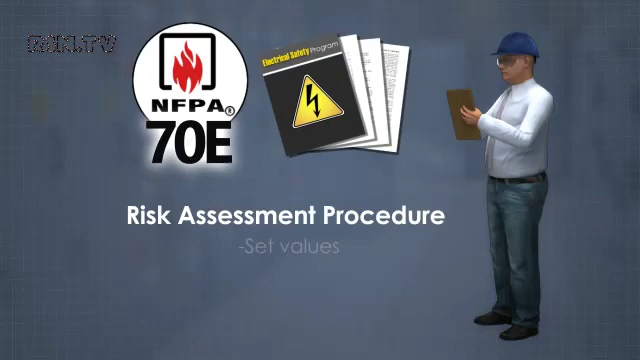 NFPA®
70E
Electrical Safety Program
Risk Assessment Procedure
-Set values